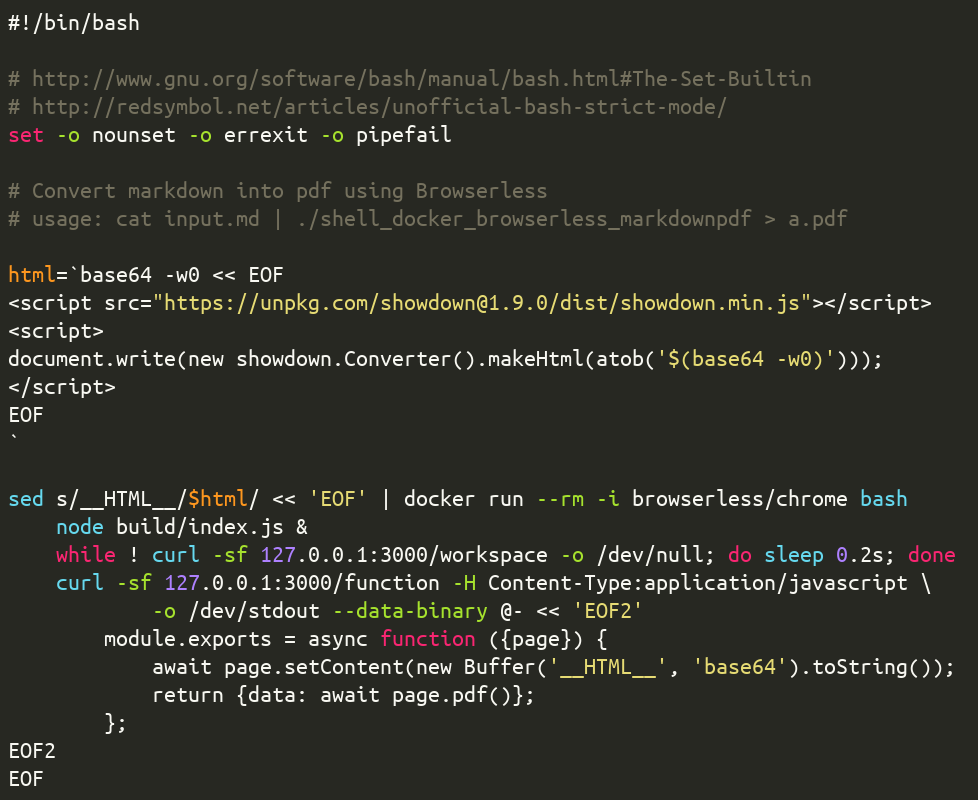 #!/bin/bash

# http://www.gnu.org/software/bash/manual/bash.html#The-Set-Builtin
# http://redsymbol.net/articles/unofficial-bash-strict-mode/
set -o nounset -o errexit -o pipefail

# Convert markdown into pdf using Browserless
# usage: cat input.md | ./shell_docker_browserless_markdownpdf > a.pdf

html=`base64 -w0 << EOF
<script src="https://unpkg.com/showdown@1.9.0/dist/showdown.min.js"></script>
<script>
document.write(new showdown.Converter().makeHtml(atob('$(base64 -w0)')));
</script>
EOF
`

sed s/__HTML__/$html/ << 'EOF' | docker run --rm -i browserless/chrome bash
    node build/index.js &
    while ! curl -sf 127.0.0.1:3000/workspace -o /dev/null; do sleep 0.2s; done
    curl -sf 127.0.0.1:3000/function -H Content-Type:application/javascript \
            -o /dev/stdout --data-binary @- << 'EOF2'
        module.exports = async function ({page}) {
            await page.setContent(new Buffer('__HTML__', 'base64').toString());
            return {data: await page.pdf()};
        };
EOF2
EOF